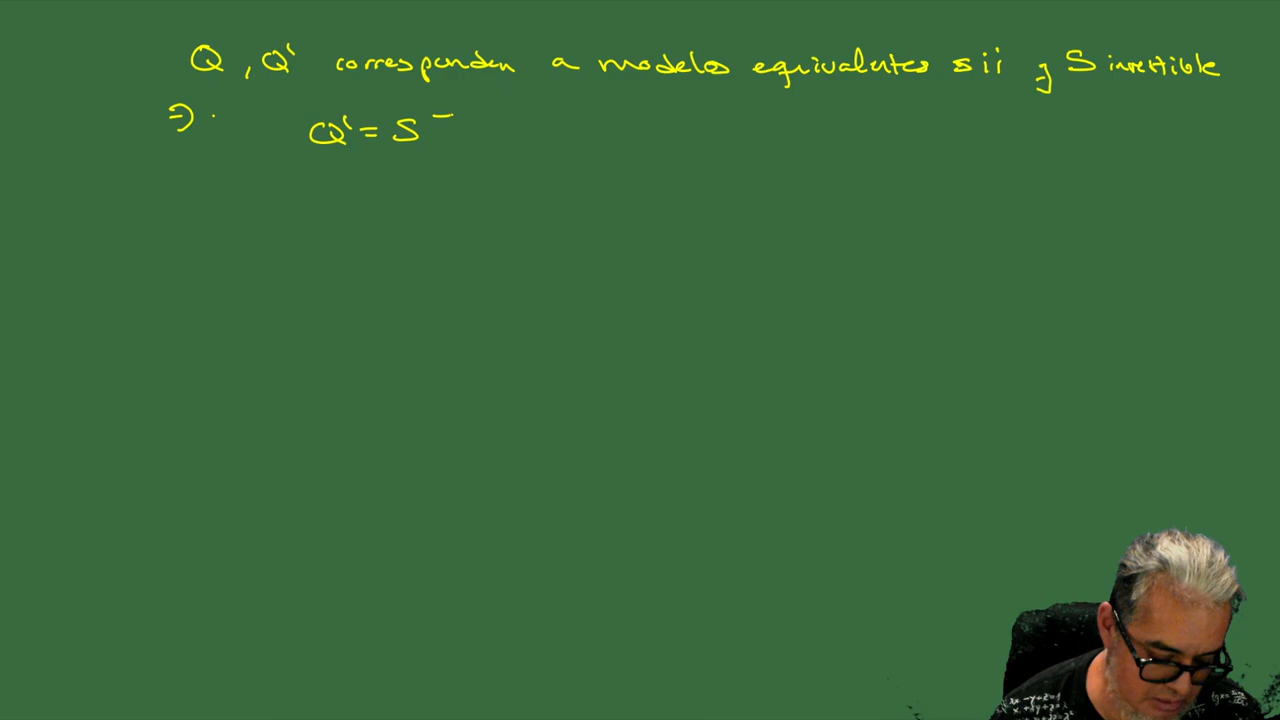 Q, Q' corresponden a modelos equivalentes sii ∃ S invertible
⇒) . Q' = S⁻